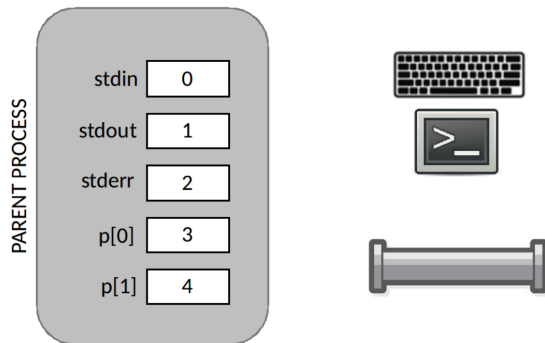 PARENT PROCESS
stdin 0
stdout 1
stderr 2
p[0] 3
p[1] 4
>_